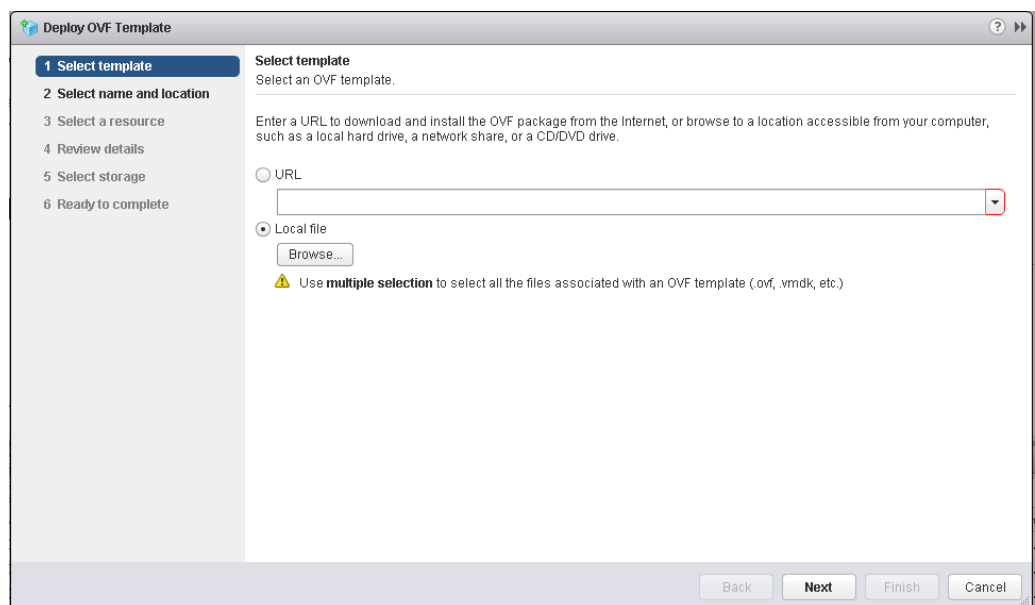 Deploy OVF Template
?
1 Select template
2 Select name and location
3 Select a resource
4 Review details
5 Select storage
6 Ready to complete
Select template
Select an OVF template.
Enter a URL to download and install the OVF package from the Internet, or browse to a location accessible from your computer,
such as a local hard drive, a network share, or a CD/DVD drive.
URL
Local file
Browse...
Use multiple selection to select all the files associated with an OVF template (.ovf, .vmdk, etc.)
Back Next Finish Cancel